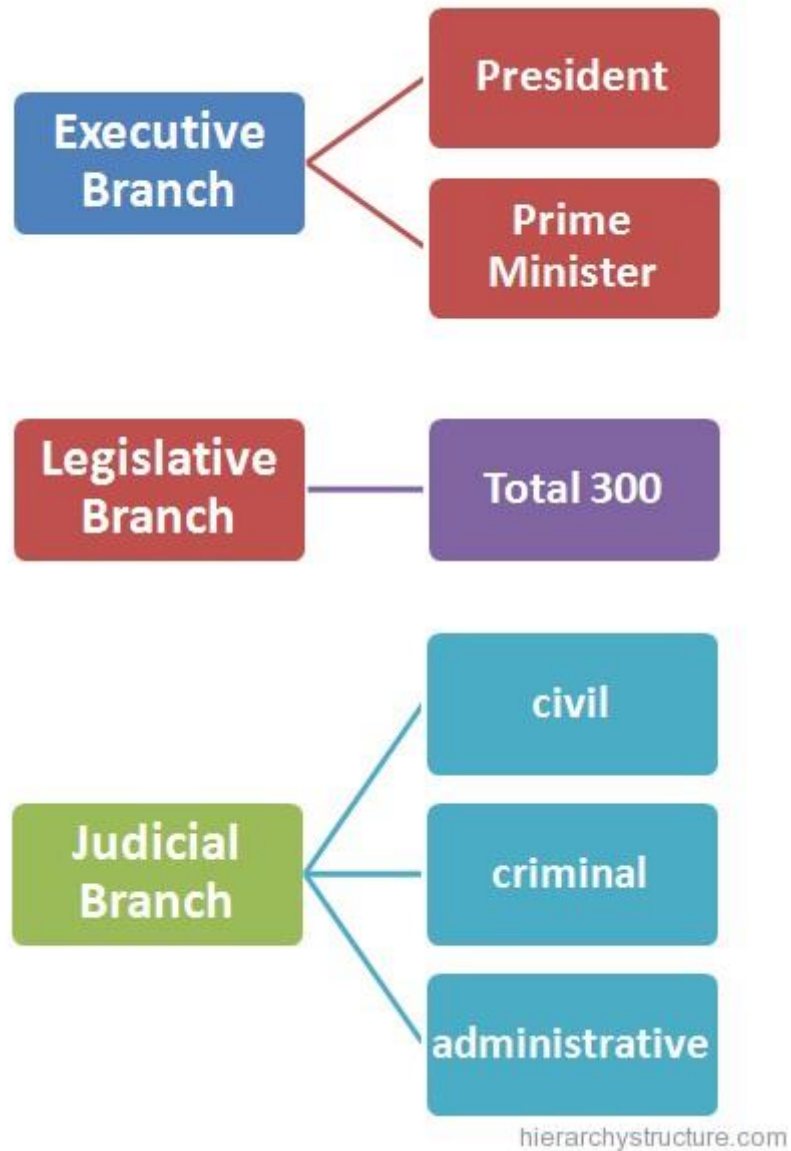 Executive
Branch
President
Prime
Minister
Legislative
Branch
Total 300
Judicial
Branch
civil
criminal
administrative
hierarchystructure.com